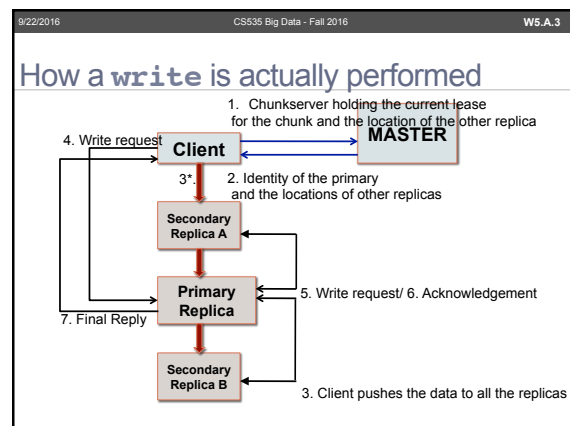 9/22/2016 CS535 Big Data - Fall 2016 W5.A.3
How a write is actually performed
1. Chunkserver holding the current lease
for the chunk and the location of the other replica
MASTER
4. Write request
Client
3*.
2. Identity of the primary
and the locations of other replicas
Secondary
Replica A
Primary
Replica
5. Write request/ 6. Acknowledgement
7. Final Reply
Secondary
Replica B
3. Client pushes the data to all the replicas